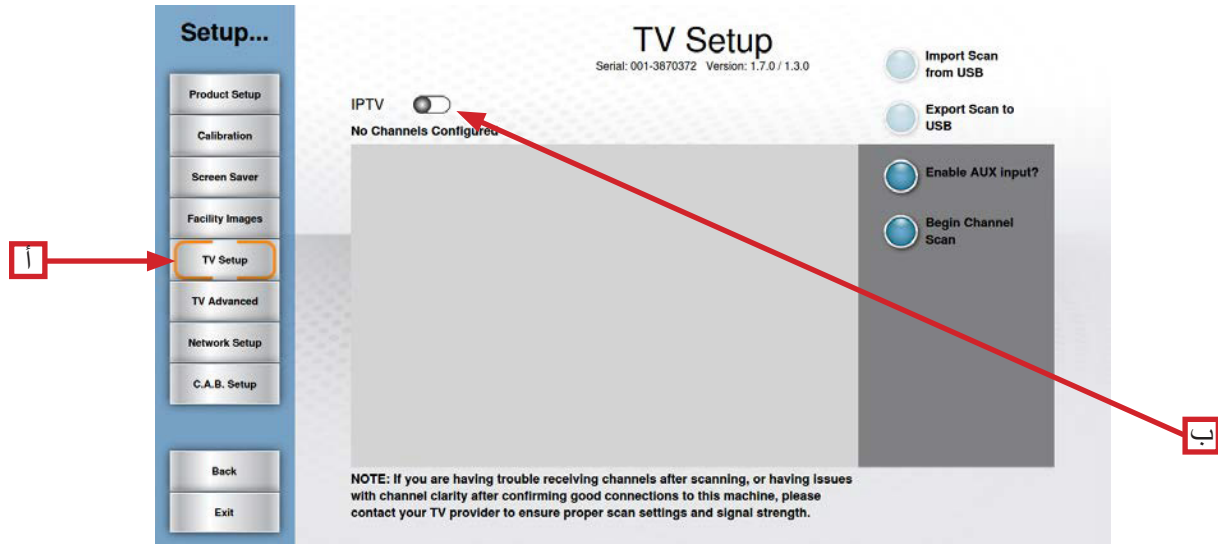 Setup...
Product Setup
Calibration
Screen Saver
Facility Images
TV Setup
TV Advanced
Network Setup
C.A.B. Setup
Back
Exit
TV Setup
Serial: 001-3870372 Version: 1.7.0 / 1.3.0
IPTV
No Channels Configured
Import Scan
from USB
Export Scan to
USB
Enable AUX input?
Begin Channel
Scan
NOTE: If you are having trouble receiving channels after scanning, or having issues
with channel clarity after confirming good connections to this machine, please
contact your TV provider to ensure proper scan settings and signal strength.
أ
ب